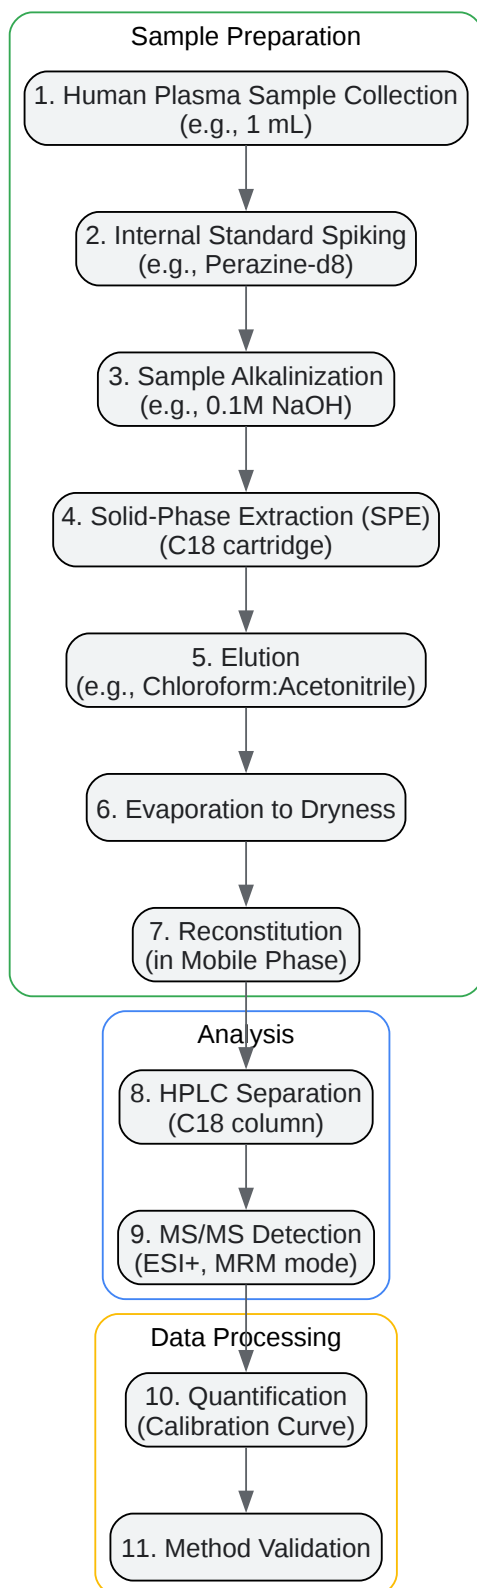 Sample Preparation
1. Human Plasma Sample Collection
(e.g., 1 mL)
2. Internal Standard Spiking
(e.g., Perazine-d8)
3. Sample Alkalinization
(e.g., 0.1M NaOH)
4. Solid-Phase Extraction (SPE)
(C18 cartridge)
5. Elution
(e.g., Chloroform:Acetonitrile)
6. Evaporation to Dryness
7. Reconstitution
(in Mobile Phase)
Analysis
8. HPLC Separation
(C18 column)
9. MS/MS Detection
(ESI+, MRM mode)
Data Processing
10. Quantification
(Calibration Curve)
11. Method Validation